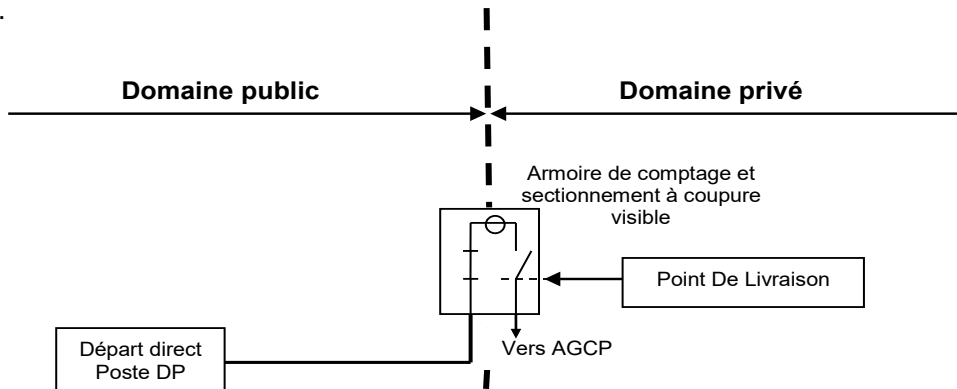 .
Domaine public
Domaine privé
Armoire de comptage et
sectionnement à coupure
visible
Point De Livraison
Départ direct
Poste DP
Vers AGCP